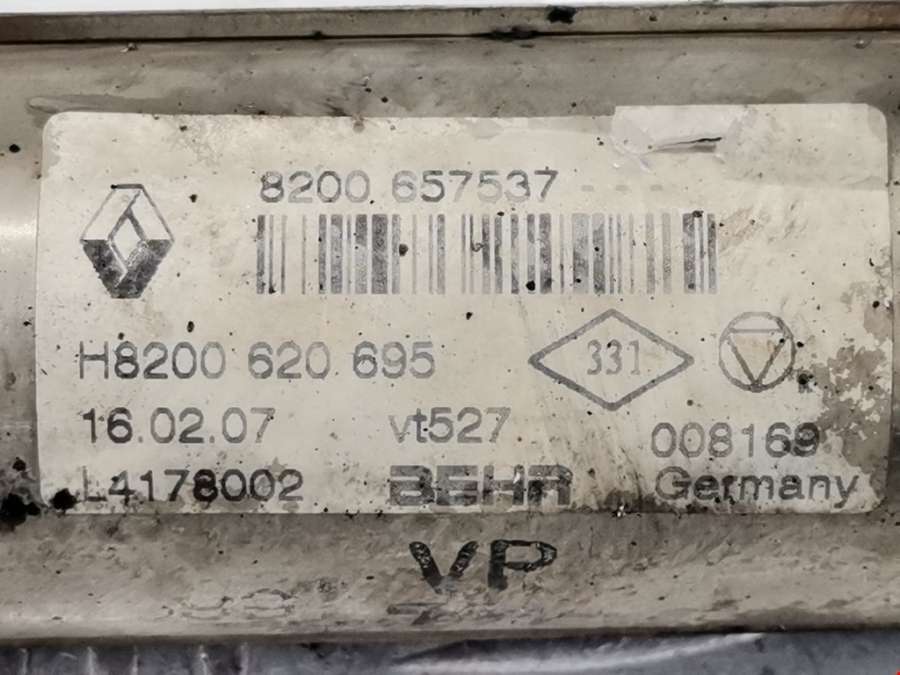 8200 657537 - - -
H8200 620 695
331
16.02.07 vt527 008169
L4178002 BEHR Germany
VP